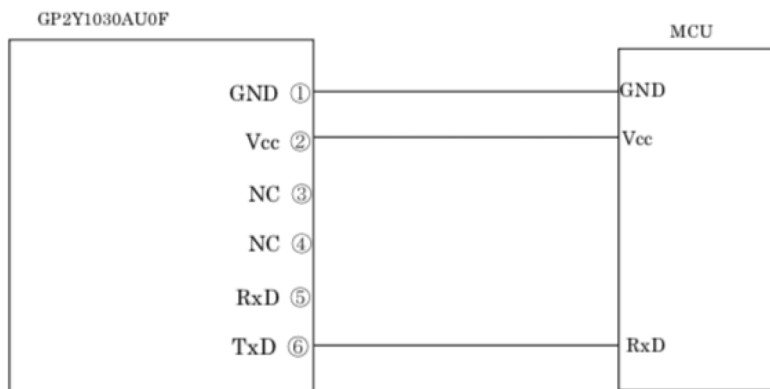 GP2Y1030AU0F
MCU
GND ①
GND
Vcc ②
Vcc
NC ③
NC ④
RxD ⑤
TxD ⑥
RxD